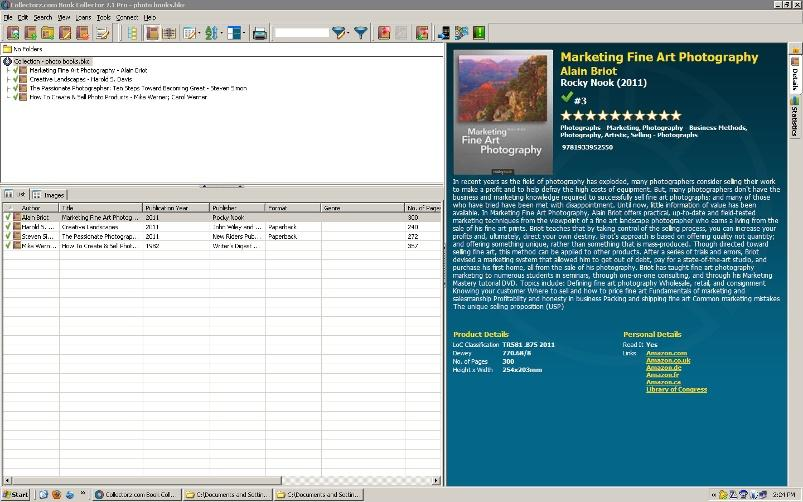 Collectorz.com Book Collector 7.1 Pro - photo books.bkc
File Edit Search View Loans Tools Connect Help
No Folders
Collection - photo books.bkc
Marketing Fine Art Photography - Alain Briot
Creative Landscapes - Harold S. Davis
The Passionate Photographer: Ten Steps Toward Becoming Great - Steven Simon
How To Create & Sell Photo Products - Mike Werner; Carol Werner
List Images
Author Title Publication Year Publisher Format Genre No. of Pages
Alain Briot Marketing Fine Art Photog... 2011 Rocky Nook 300
Harold S... Creative Landscapes 2011 John Wiley and ... Paperback 240
Steven Si... The Passionate Photograp... 2011 New Riders Pub... Paperback 272
Mike Wern... How To Create & Sell Phot... 1982 Writer's Digest... 357
Marketing
Fine Art
Photography
Marketing Fine Art Photography
Alain Briot
Rocky Nook (2011)
#3
Photographs - Marketing, Photography - Business Methods,
Photography, Artistic, Selling - Photographs
9781933952550
In recent years as the field of photography has exploded, many photographers consider selling their work
to make a profit and to help defray the high costs of equipment. But, many photographers don't have the
business and marketing knowledge required to successfully sell fine art photography; and many of those
who have tried have been met with disappointment. Until now, little information of value has been
available. In Marketing Fine Art Photography, Alain Briot offers practical, up-to-date and field-tested
marketing techniques from the viewpoint of a fine art landscape photographer who earns a living from the
sale of his fine art prints. Briot teaches that by taking control of the selling process, you can increase your
profits and, ultimately, direct your own destiny. Briot's approach is based on offering quality not quantity;
and offering something unique, rather than something that is mass-produced. Though directed toward
selling fine art, this method can be applied to other products. After a series of trials and errors, Briot
devised a marketing system that allowed him to get out of debt, pay for a state-of-the-art studio, and
purchase his first home, all from the sale of his photography. Briot has taught fine art photography
marketing to numerous students in seminars, through one-on-one consulting, and through his Marketing
Mastery tutorial DVD. Topics include: Defining fine art photography Wholesale, retail, and consignment
Knowing your customer Where to sell and how to price fine art Fundamentals of marketing and
salesmanship Profitability and honesty in business Packing and shipping fine art Common marketing mistakes
The unique selling proposition (USP)
Product Details
LoC Classification TR581 .B75 2011
Dewey 770.68/8
No. of Pages 300
Height x Width 254x203mm
Personal Details
Read It Yes
Links Amazon.com
Amazon.co.uk
Amazon.de
Amazon.fr
Amazon.ca
Library of Congress
Details
Statistics
Start
Collectorz.com Book Coll...
C:\Documents and Settin...
C:\Documents and Settin...
2:24 PM